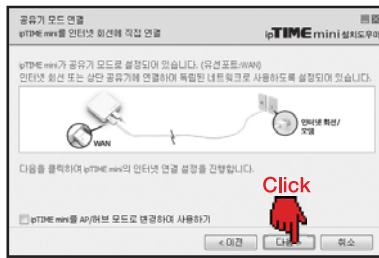 공유기 모드 연결
ipTIME mini를 인터넷 회선에 직접 연결
ipTIME mini 설치도우미
ipTIME mini가 공유기 모드로 설정되어 있습니다. (유선포트:WAN)
인터넷 회선 또는 상단 공유기에 연결하여 독립된 네트워크로 사용하도록 설정되어 있습니다.
WAN
인터넷 회선/
모뎀
다음을 클릭하여 ipTIME mini의 인터넷 연결 설정을 진행합니다.
Click
ipTIME mini를 AP/허브 모드로 변경하여 사용하기
< 이전
다음 >
취소